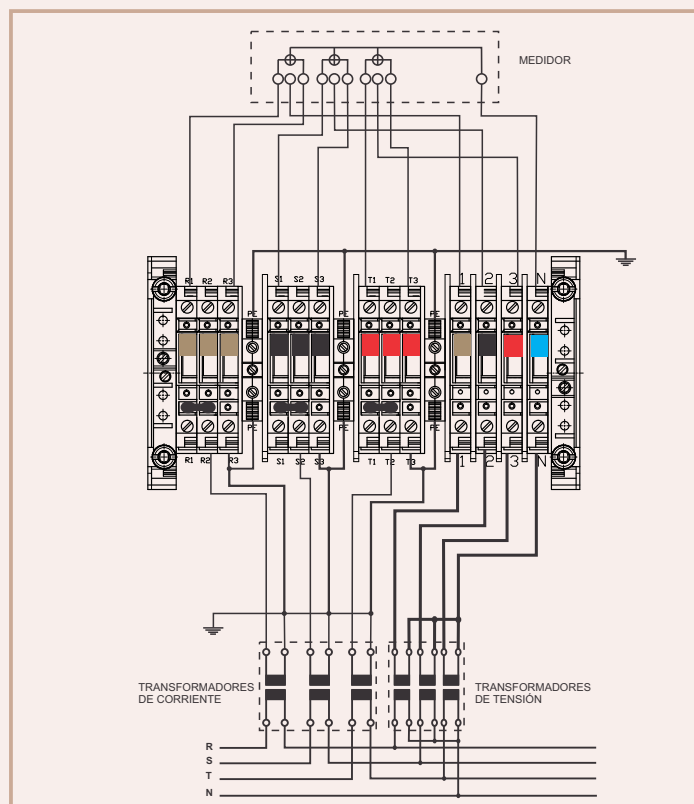 MEDIDOR
R1 R2 R3 S1 S2 S3 T1 T2 T3 1 2 3 N
PE PE PE
PE PE PE
R1 R2 R3 S1 S2 S3 T1 T2 T3 1 2 3 N
TRANSFORMADORES
DE CORRIENTE
TRANSFORMADORES
DE TENSIÓN
R
S
T
N